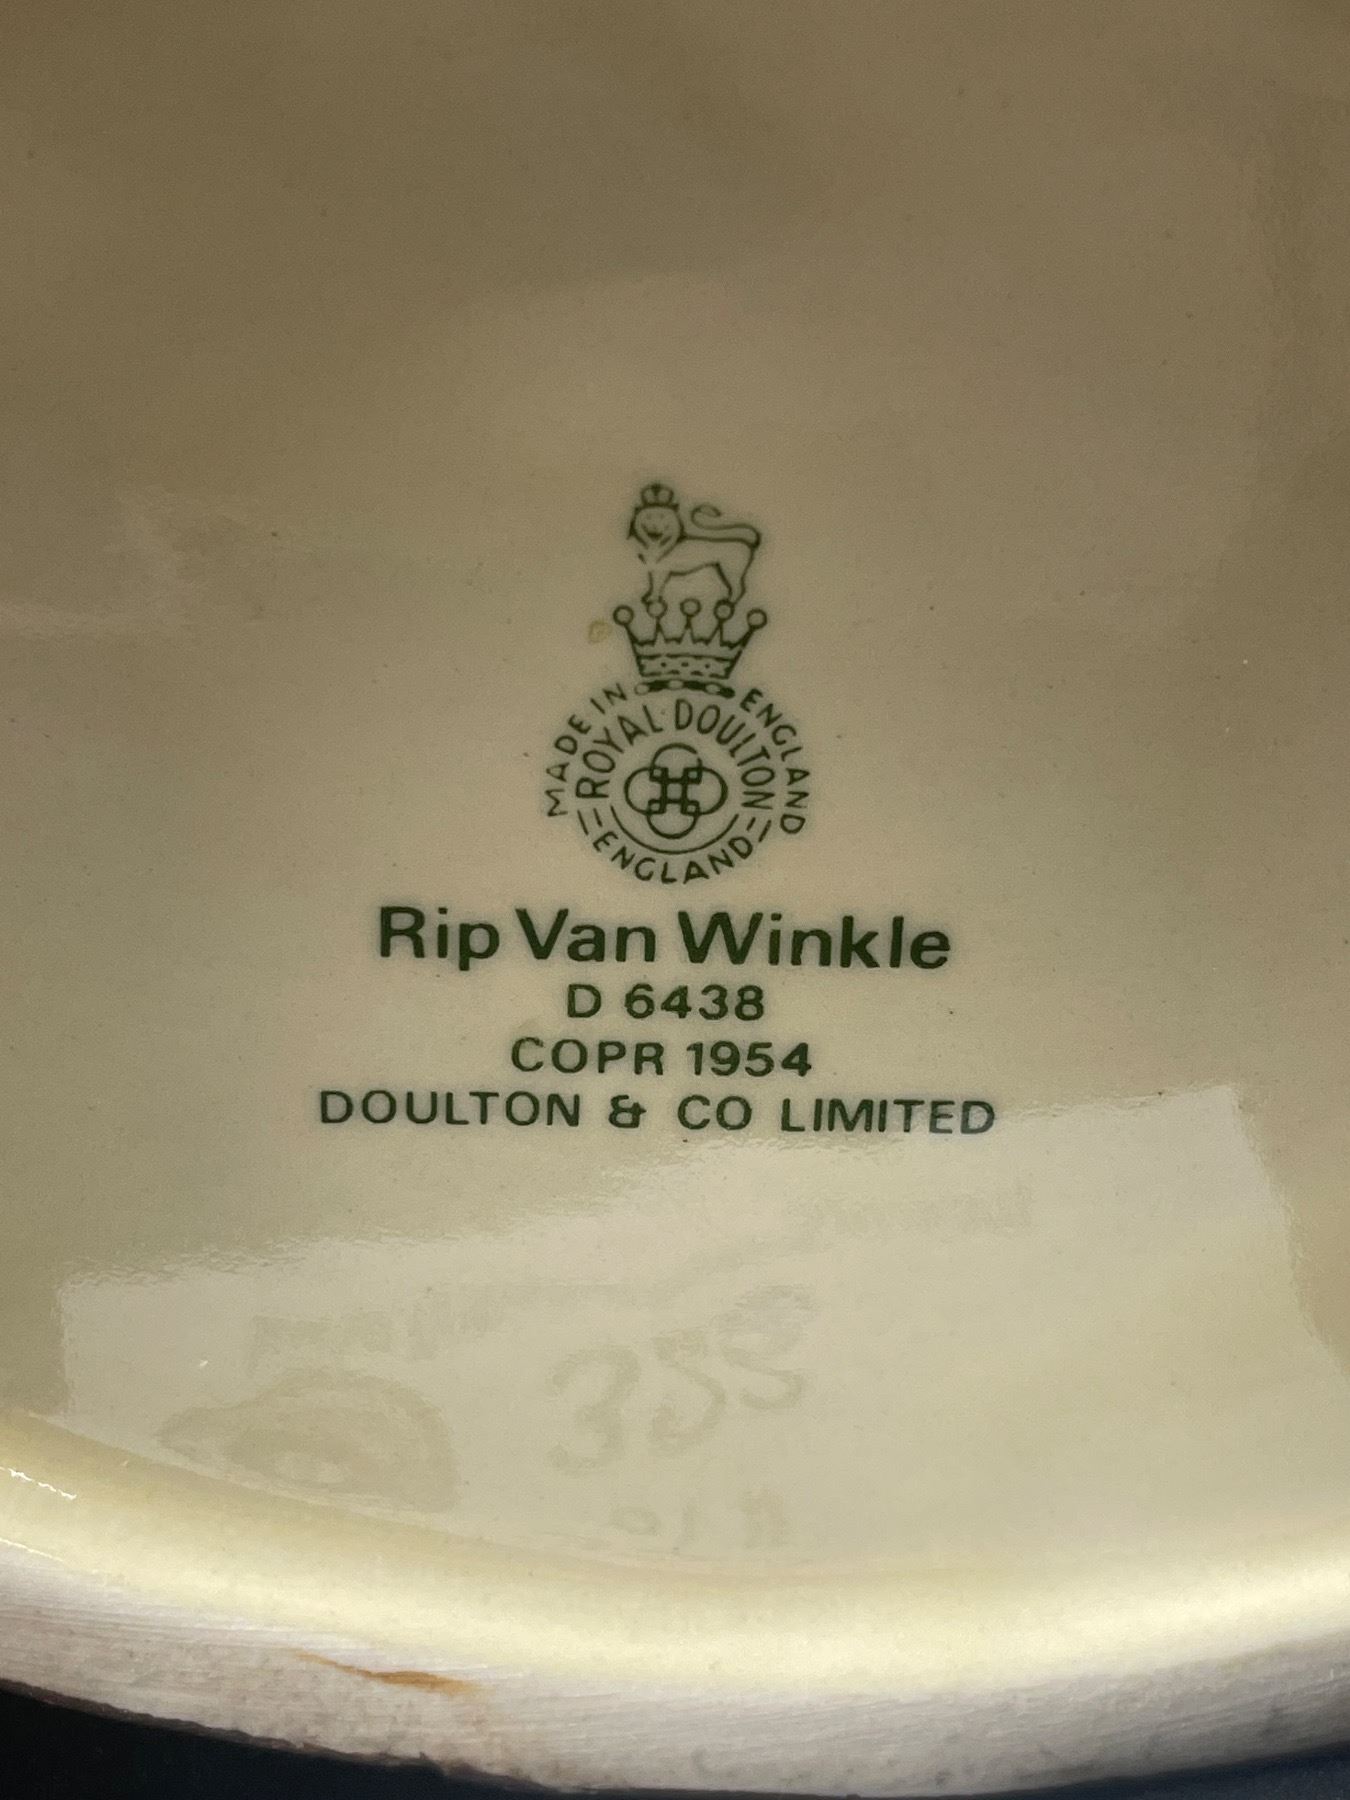 MADE IN ENGLAND
ROYAL DOULTON
ENGLAND
Rip Van Winkle
D 6438
COPR 1954
DOULTON & CO LIMITED